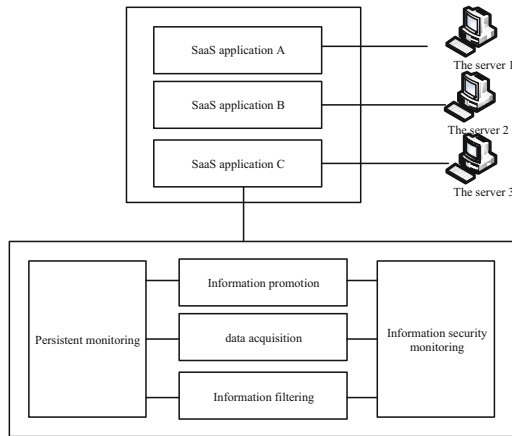 SaaS application A
The server 1
SaaS application B
The server 2
SaaS application C
The server 3
Information promotion
Persistent monitoring
data acquisition
Information security
monitoring
Information filtering